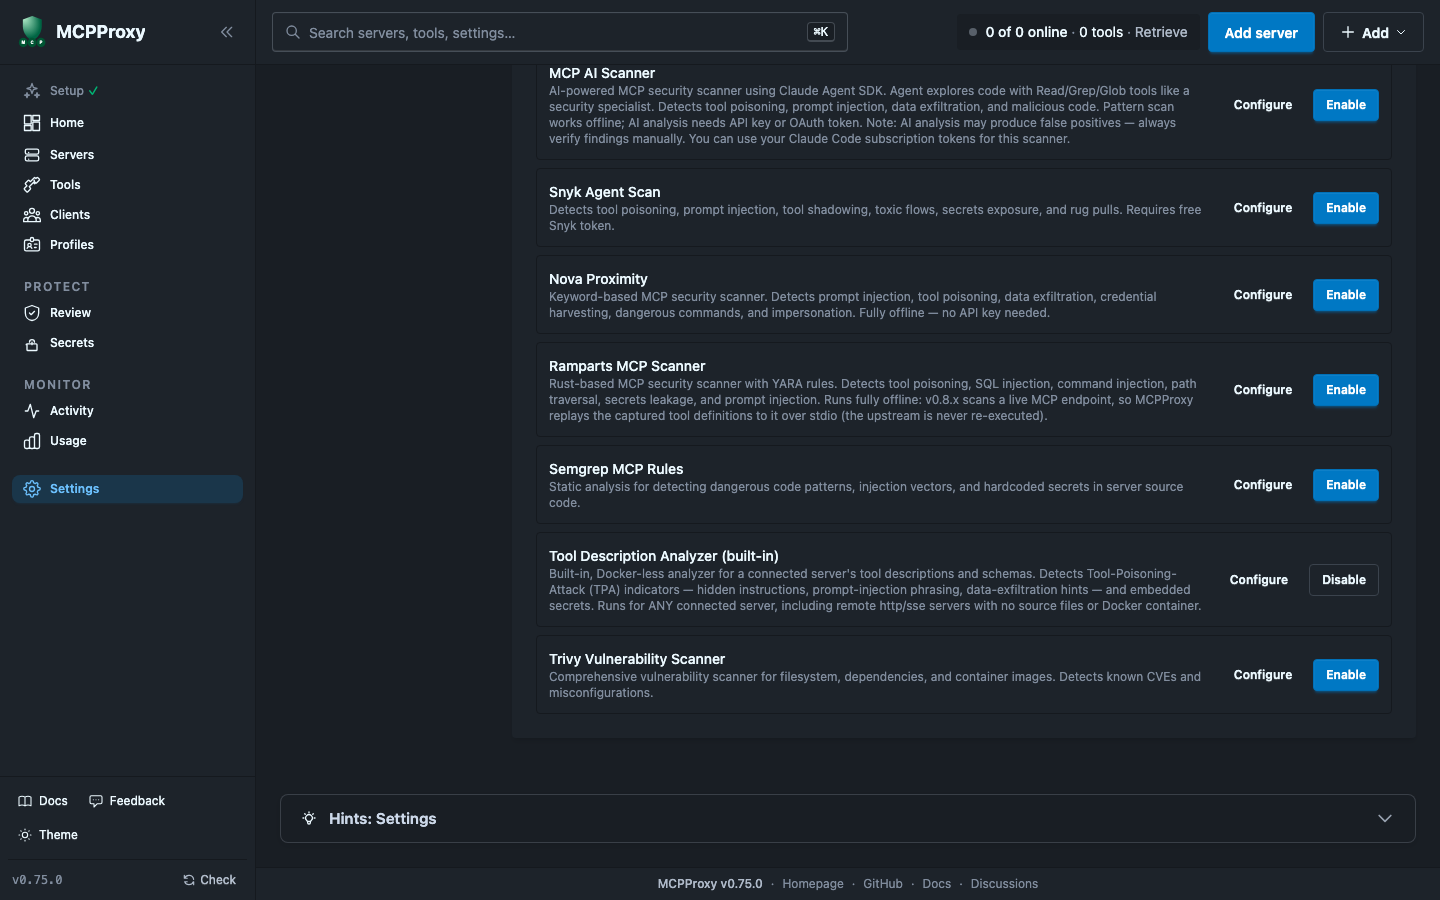 MCPProxy
Search servers, tools, settings...
⌘K
0 of 0 online · 0 tools · Retrieve
Add server
Add
Setup
Home
Servers
Tools
Clients
Profiles
PROTECT
Review
Secrets
MONITOR
Activity
Usage
Settings
MCP AI Scanner
AI-powered MCP security scanner using Claude Agent SDK. Agent explores code with Read/Grep/Glob tools like a
security specialist. Detects tool poisoning, prompt injection, data exfiltration, and malicious code. Pattern scan
works offline; AI analysis needs API key or OAuth token. Note: AI analysis may produce false positives — always
verify findings manually. You can use your Claude Code subscription tokens for this scanner.
Configure
Enable
Snyk Agent Scan
Detects tool poisoning, prompt injection, tool shadowing, toxic flows, secrets exposure, and rug pulls. Requires free
Snyk token.
Configure
Enable
Nova Proximity
Keyword-based MCP security scanner. Detects prompt injection, tool poisoning, data exfiltration, credential
harvesting, dangerous commands, and impersonation. Fully offline — no API key needed.
Configure
Enable
Ramparts MCP Scanner
Rust-based MCP security scanner with YARA rules. Detects tool poisoning, SQL injection, command injection, path
traversal, secrets leakage, and prompt injection. Runs fully offline: v0.8.x scans a live MCP endpoint, so MCPProxy
replays the captured tool definitions to it over stdio (the upstream is never re-executed).
Configure
Enable
Semgrep MCP Rules
Static analysis for detecting dangerous code patterns, injection vectors, and hardcoded secrets in server source
code.
Configure
Enable
Tool Description Analyzer (built-in)
Built-in, Docker-less analyzer for a connected server's tool descriptions and schemas. Detects Tool-Poisoning-
Attack (TPA) indicators — hidden instructions, prompt-injection phrasing, data-exfiltration hints — and embedded
secrets. Runs for ANY connected server, including remote http/sse servers with no source files or Docker container.
Configure
Disable
Trivy Vulnerability Scanner
Comprehensive vulnerability scanner for filesystem, dependencies, and container images. Detects known CVEs and
misconfigurations.
Configure
Enable
Hints: Settings
Docs
Feedback
Theme
v0.75.0
Check
MCPProxy v0.75.0 · Homepage · GitHub · Docs · Discussions